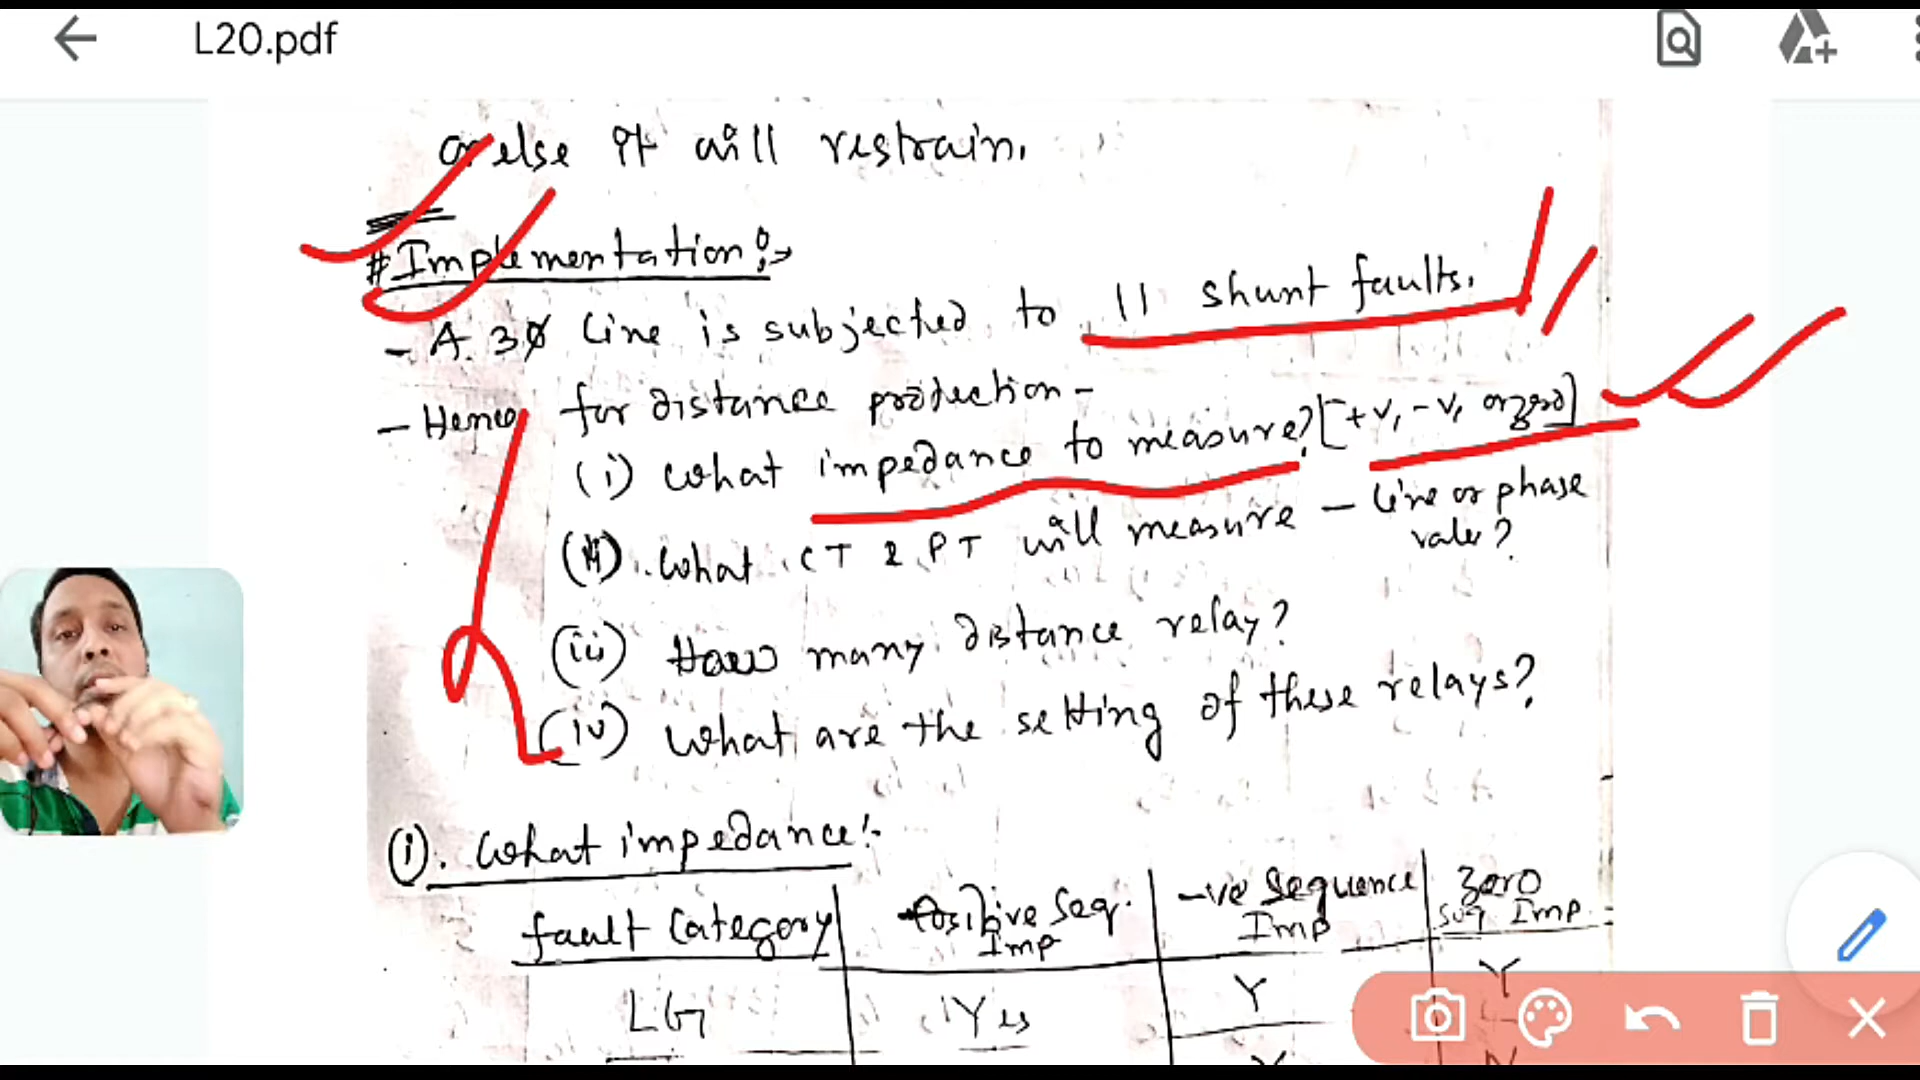 L20.pdf
or else it will restrain.
# Implementation :->
- A 3Ø line is subjected to 11 shunt faults.
- Hence for distance protection -
(i) What impedance to measure? [+v, -v, or zero]
(ii) What CT & PT will measure - line or phase
value?
(iii) How many distance relay?
(iv) What are the setting of these relays?
(i). What impedance :-
fault Category Positive Seq. Imp -ve Sequence Imp Zero seq Imp.
LG Yes Y Y
Y N